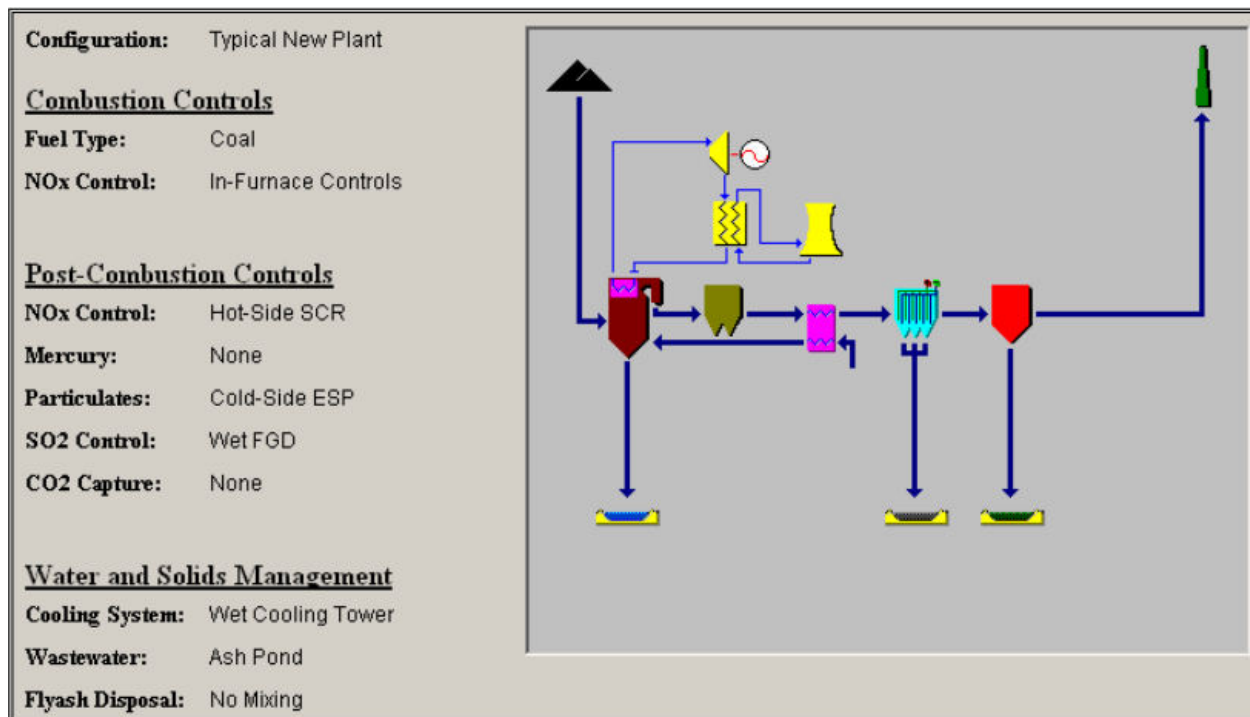 Configuration: Typical New Plant
Combustion Controls
Fuel Type: Coal
NOx Control: In-Furnace Controls
Post-Combustion Controls
NOx Control: Hot-Side SCR
Mercury: None
Particulates: Cold-Side ESP
SO2 Control: Wet FGD
CO2 Capture: None
Water and Solids Management
Cooling System: Wet Cooling Tower
Wastewater: Ash Pond
Flyash Disposal: No Mixing